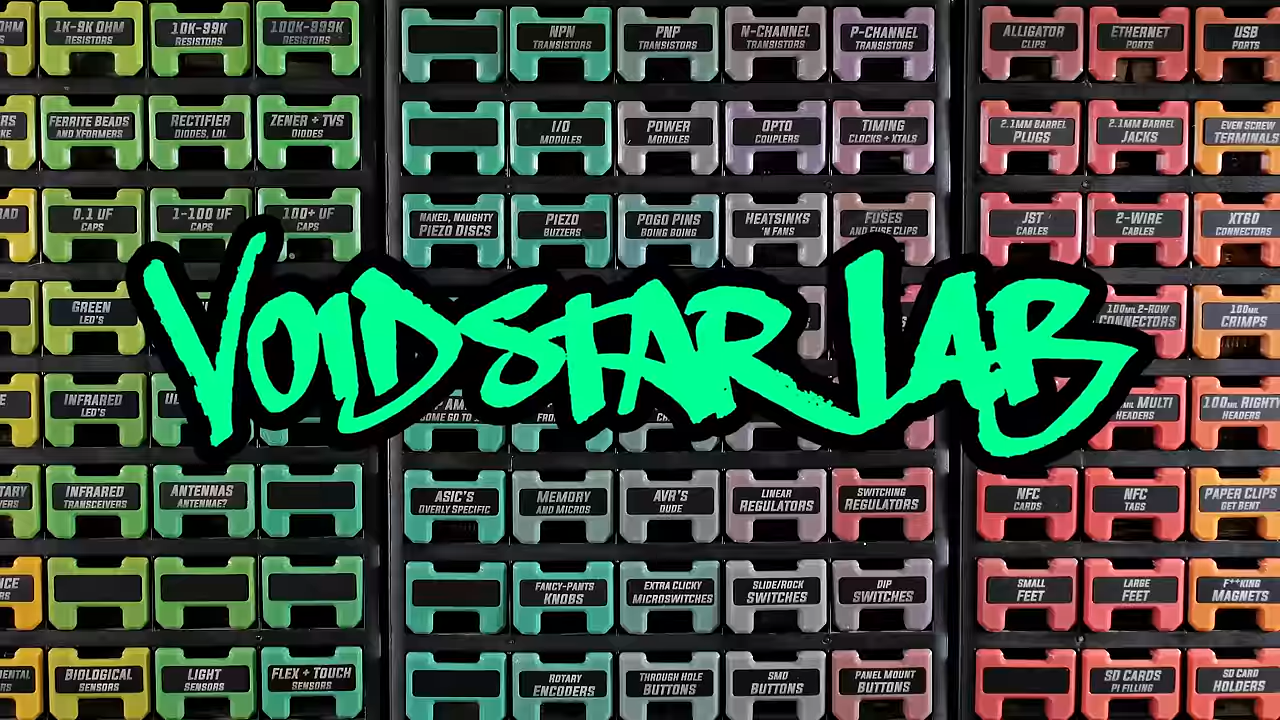 1K-9K OHM
RESISTORS
10K-99K
RESISTORS
100K-999K
RESISTORS
NPN
TRANSISTORS
PNP
TRANSISTORS
N-CHANNEL
TRANSISTORS
P-CHANNEL
TRANSISTORS
ALLIGATOR
CLIPS
ETHERNET
PORTS
USB
PORTS
FERRITE BEADS
AND XFORMERS
RECTIFIER
DIODES, LOL
ZENER + TVS
DIODES
I/O
MODULES
POWER
MODULES
OPTO
COUPLERS
TIMING
CLOCKS + XTALS
2.1MM BARREL
PLUGS
2.1MM BARREL
JACKS
EVEN SCREW
TERMINALS
0.1 UF
CAPS
1-100 UF
CAPS
100+ UF
CAPS
NAKED, NAUGHTY
PIEZO DISCS
PIEZO
BUZZERS
POGO PINS
BOING BOING
HEATSINKS
'N FANS
FUSES
AND FUSE CLIPS
JST
CABLES
2-WIRE
CABLES
XT60
CONNECTORS
GREEN
LED'S
VOIDSTAR LAB
100MIL 2-ROW
CONNECTORS
100MIL
CRIMPS
INFRARED
LED'S
MULTI
HEADERS
100MIL RIGHT
HEADERS
INFRARED
TRANSCEIVERS
ANTENNAS
ANTENNAE?
ASIC'S
OVERLY SPECIFIC
MEMORY
AND MICROS
AVR'S
DUDE
LINEAR
REGULATORS
SWITCHING
REGULATORS
NFC
CARDS
NFC
TAGS
PAPER CLIPS
GET BENT
FANCY-PANTS
KNOBS
EXTRA CLICKY
MICROSWITCHES
SLIDE/ROCK
SWITCHES
DIP
SWITCHES
SMALL
FEET
LARGE
FEET
F**KING
MAGNETS
BIOLOGICAL
SENSORS
LIGHT
SENSORS
FLEX + TOUCH
SENSORS
ROTARY
ENCODERS
THROUGH HOLE
BUTTONS
SMD
BUTTONS
PANEL MOUNT
BUTTONS
SD CARDS
PI FILLING
SD CARD
HOLDERS